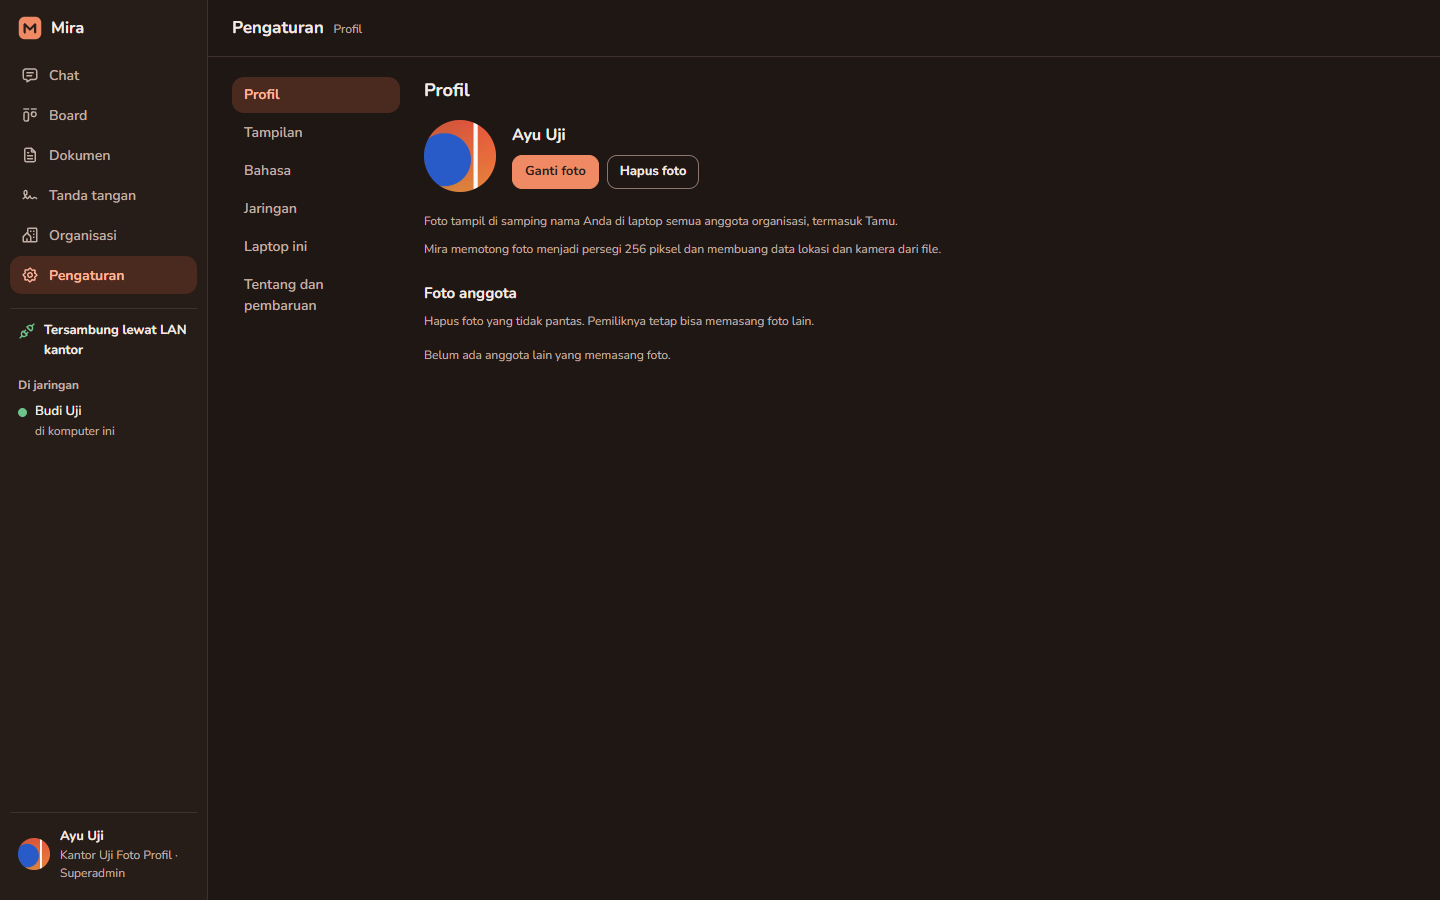 Mira
Chat
Board
Dokumen
Tanda tangan
Organisasi
Pengaturan
Tersambung lewat LAN
kantor
Di jaringan
Budi Uji
di komputer ini
Ayu Uji
Kantor Uji Foto Profil ·
Superadmin
Pengaturan Profil
Profil
Tampilan
Bahasa
Jaringan
Laptop ini
Tentang dan
pembaruan
Profil
Ayu Uji
Ganti foto Hapus foto
Foto tampil di samping nama Anda di laptop semua anggota organisasi, termasuk Tamu.
Mira memotong foto menjadi persegi 256 piksel dan membuang data lokasi dan kamera dari file.
Foto anggota
Hapus foto yang tidak pantas. Pemiliknya tetap bisa memasang foto lain.
Belum ada anggota lain yang memasang foto.